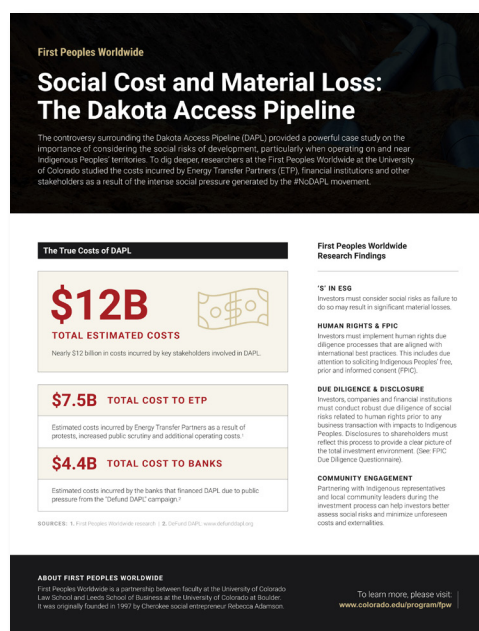 First Peoples Worldwide
Social Cost and Material Loss:
The Dakota Access Pipeline
The controversy surrounding the Dakota Access Pipeline (DAPL) provided a powerful case study on the
importance of considering the social risks of development, particularly when operating on and near
Indigenous Peoples' territories. To dig deeper, researchers at the First Peoples Worldwide at the University
of Colorado studied the costs incurred by Energy Transfer Partners (ETP), financial institutions and other
stakeholders as a result of the intense social pressure generated by the #NoDAPL movement.
The True Costs of DAPL
$12B
TOTAL ESTIMATED COSTS
Nearly $12 billion in costs incurred by key stakeholders involved in DAPL.
$7.5B TOTAL COST TO ETP
Estimated costs incurred by Energy Transfer Partners as a result of
protests, increased public scrutiny and additional operating costs.¹
$4.4B TOTAL COST TO BANKS
Estimated costs incurred by the banks that financed DAPL due to public
pressure from the "Defund DAPL" campaign.²
SOURCES: 1. First Peoples Worldwide research | 2. DeFund DAPL www.defunddapl.org
First Peoples Worldwide
Research Findings
'S' IN ESG
Investors must consider social risks as failure to
do so may result in significant material losses.
HUMAN RIGHTS & FPIC
Investors must implement human rights due
diligence processes that are aligned with
international best practices. This includes due
attention to soliciting Indigenous Peoples' free,
prior and informed consent (FPIC).
DUE DILIGENCE & DISCLOSURE
Investors, companies and financial institutions
must conduct robust due diligence of social
risks related to human rights prior to any
business transaction with impacts to Indigenous
Peoples. Disclosures to shareholders must
reflect this process to provide a clear picture of
the total investment environment. (See: FPIC
Due Diligence Questionnaire).
COMMUNITY ENGAGEMENT
Partnering with Indigenous representatives
and local community leaders during the
investment process can help investors better
assess social risks and minimize unforeseen
costs and externalities.
ABOUT FIRST PEOPLES WORLDWIDE
First Peoples Worldwide is a partnership between faculty at the University of Colorado
Law School and Leeds School of Business at the University of Colorado at Boulder.
It was originally founded in 1997 by Cherokee social entrepreneur Rebecca Adamson.
To learn more, please visit:
www.colorado.edu/program/fpw